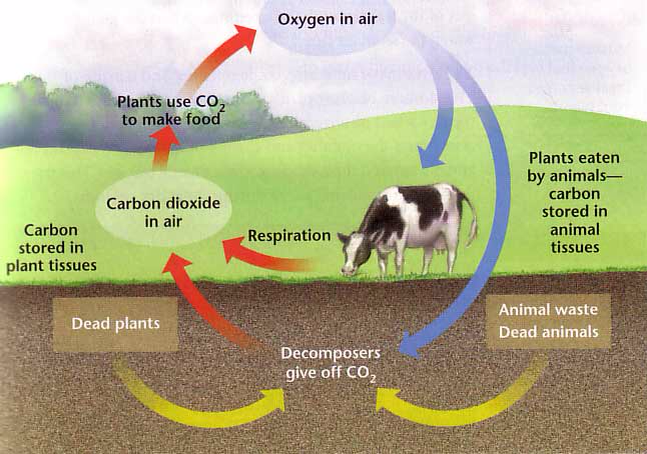 Oxygen in air
Plants use CO₂
to make food
Carbon dioxide
in air
Carbon
stored in
plant tissues
Respiration
Plants eaten
by animals—
carbon
stored in
animal
tissues
Dead plants
Animal waste
Dead animals
Decomposers
give off CO₂